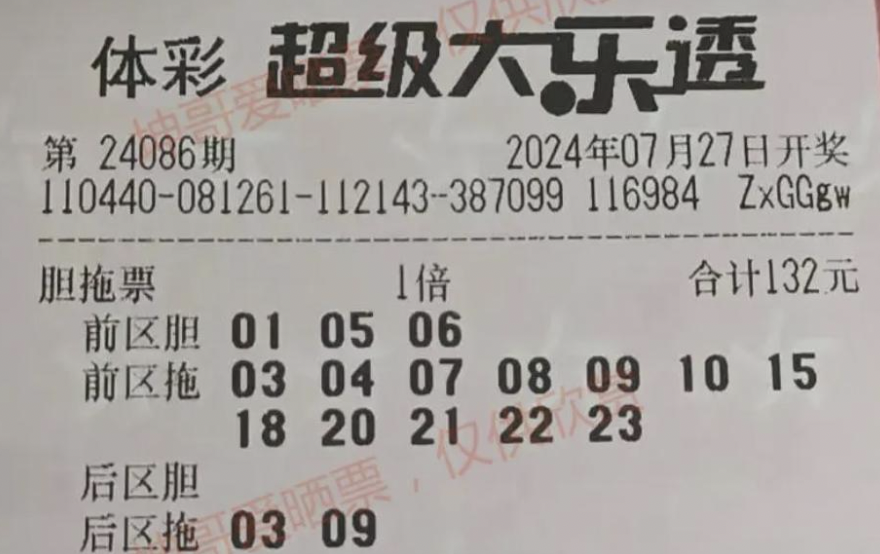 体彩 超级大乐透
第 24086期 2024年07月27日开奖
110440-081261-112143--387099 116984 ZxGGgw
胆拖票 1倍 合计132元
前区胆 01 05 06
前区拖 03 04 07 08 09 10 15
18 20 21 22 23
后区胆
后区拖 03 09
坤哥爱晒票，仅供欣赏
坤哥爱晒票，仅供欣赏